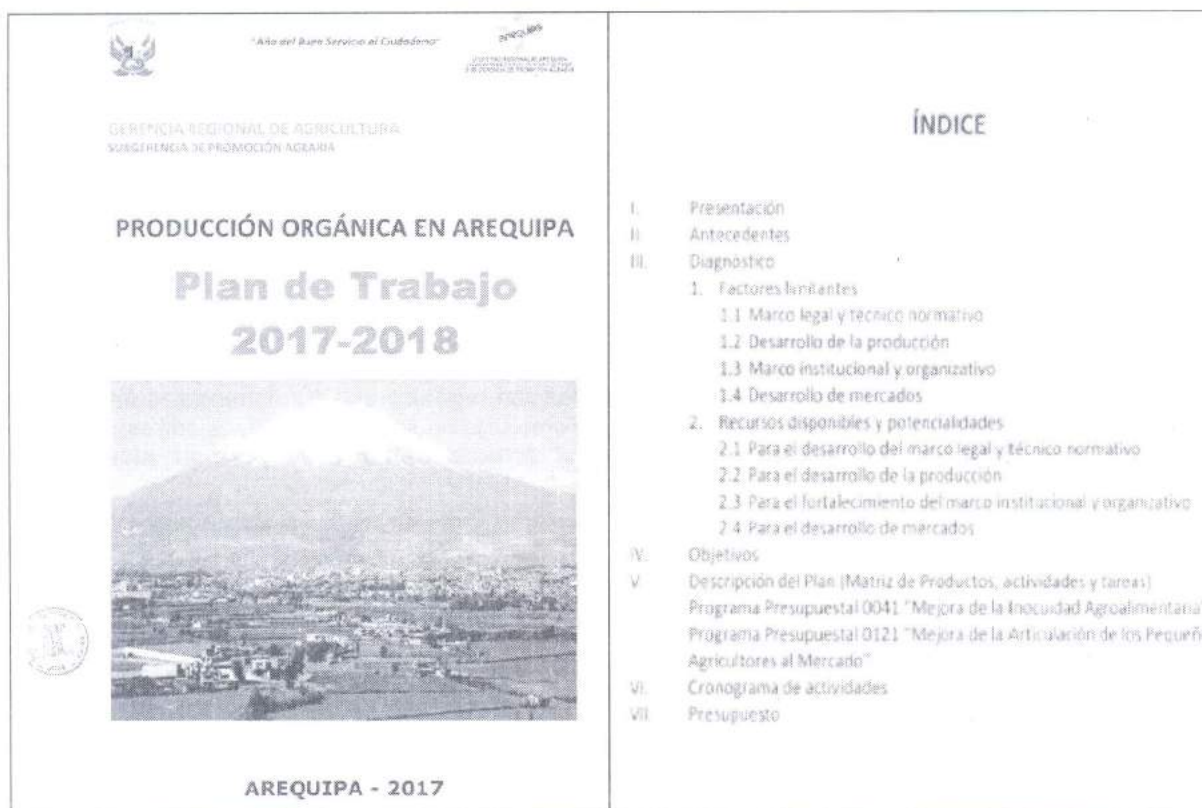 "Año del Buen Servicio al Ciudadano"
AREQUIPA
GERENCIA REGIONAL DE AGRICULTURA
SUBGERENCIA DE PROMOCIÓN AGRARIA
PRODUCCIÓN ORGÁNICA EN AREQUIPA
Plan de Trabajo
2017-2018
AREQUIPA - 2017
ÍNDICE
I. Presentación
II. Antecedentes
III. Diagnóstico
1. Factores limitantes
1.1 Marco legal y técnico normativo
1.2 Desarrollo de la producción
1.3 Marco institucional y organizativo
1.4 Desarrollo de mercados
2. Recursos disponibles y potencialidades
2.1 Para el desarrollo del marco legal y técnico normativo
2.2 Para el desarrollo de la producción
2.3 Para el fortalecimiento del marco institucional y organizativo
2.4 Para el desarrollo de mercados
IV. Objetivos
V. Descripción del Plan (Matriz de Productos, actividades y tareas)
Programa Presupuestal 0041 "Mejora de la Inocuidad Agroalimentaria
Programa Presupuestal 0121 "Mejora de la Articulación de los Pequeñ
Agricultores al Mercado"
VI. Cronograma de actividades
VII. Presupuesto